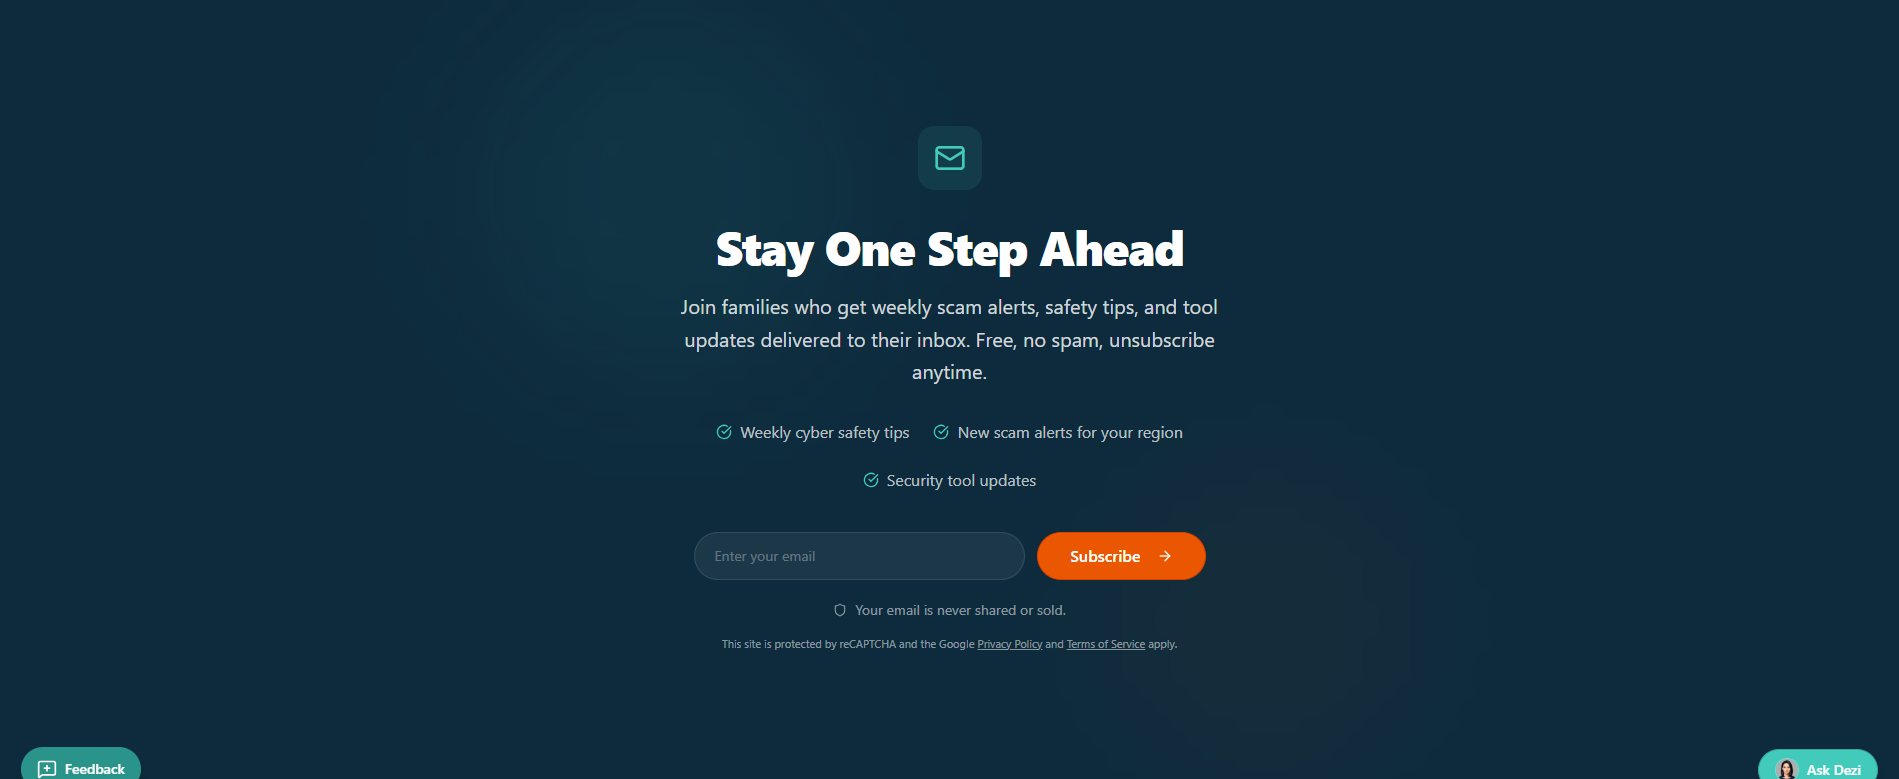 Stay One Step Ahead
Join families who get weekly scam alerts, safety tips, and tool
updates delivered to their inbox. Free, no spam, unsubscribe
anytime.
Weekly cyber safety tips
New scam alerts for your region
Security tool updates
Enter your email
Subscribe
Your email is never shared or sold.
This site is protected by reCAPTCHA and the Google Privacy Policy and Terms of Service apply.
Feedback
Ask Dezi